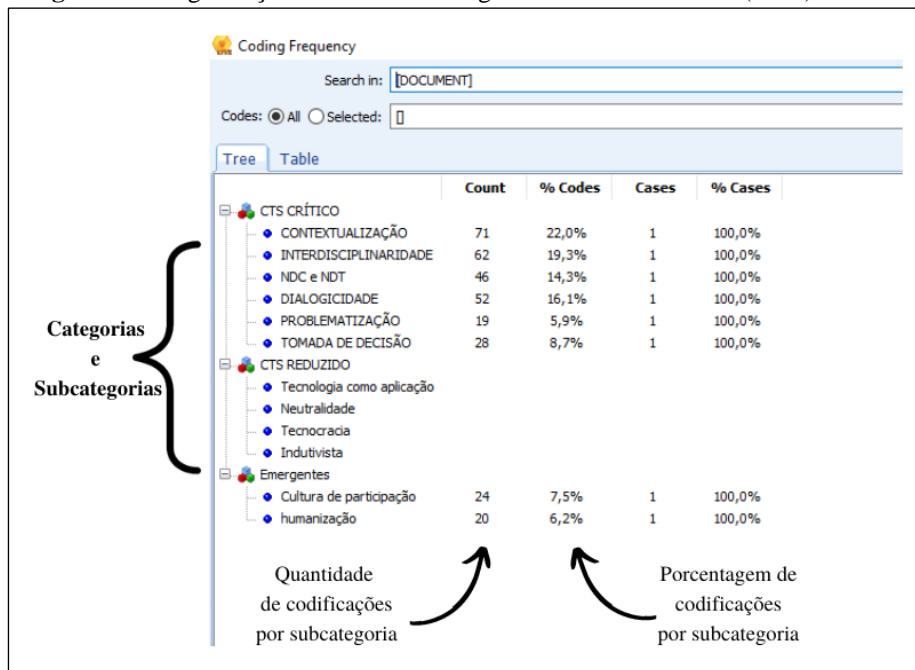 Coding Frequency
Search in: [DOCUMENT]
Codes: All Selected: []
Tree Table
Count % Codes Cases % Cases
CTS CRÍTICO
CONTEXTUALIZAÇÃO 71 22,0% 1 100,0%
INTERDISCIPLINARIDADE 62 19,3% 1 100,0%
NDC e NDT 46 14,3% 1 100,0%
DIALOGICIDADE 52 16,1% 1 100,0%
PROBLEMATIZAÇÃO 19 5,9% 1 100,0%
TOMADA DE DECISÃO 28 8,7% 1 100,0%
CTS REDUZIDO
Tecnologia como aplicação
Neutralidade
Tecnocracia
Indutivista
Emergentes
Cultura de participação 24 7,5% 1 100,0%
humanização 20 6,2% 1 100,0%
Categorias
e
Subcategorias
Quantidade
de codificações
por subcategoria
Porcentagem de
codificações
por subcategoria